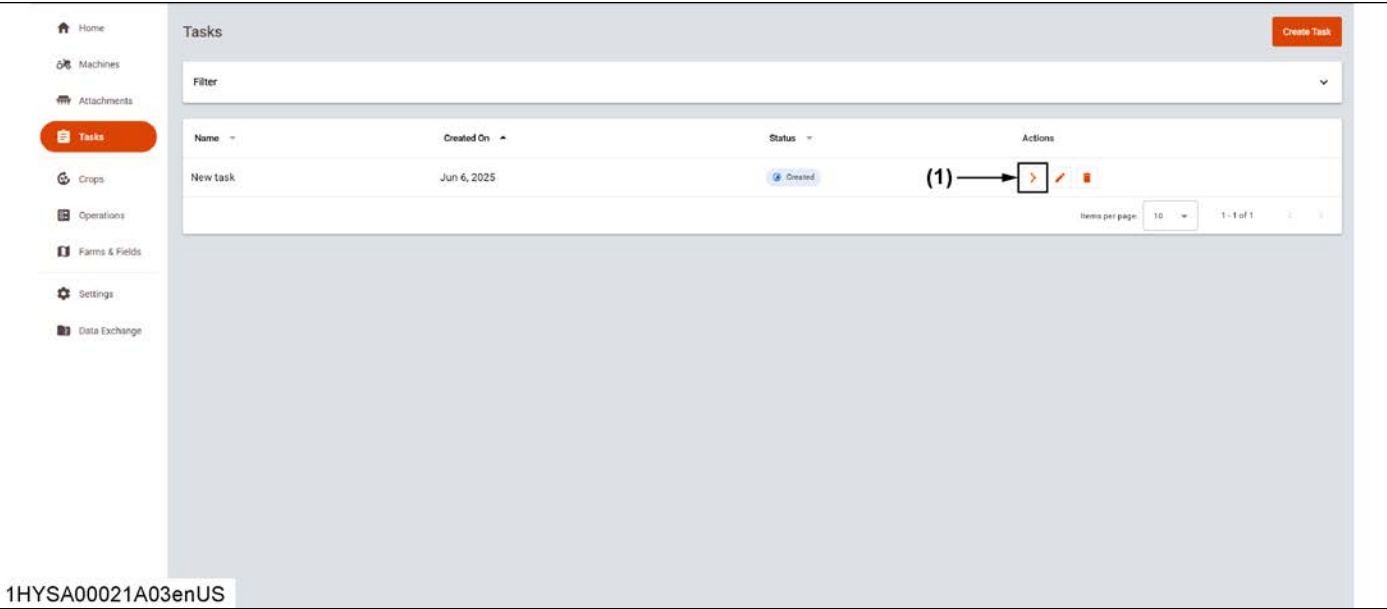 Home
Machines
Attachments
Tasks
Crops
Operations
Farms & Fields
Settings
Data Exchange
Tasks
Create Task
Filter
Name Created On Status Actions
New task Jun 6, 2025 Created (1)
Items per page: 10 1 - 1 of 1
1HYSA00021A03enUS